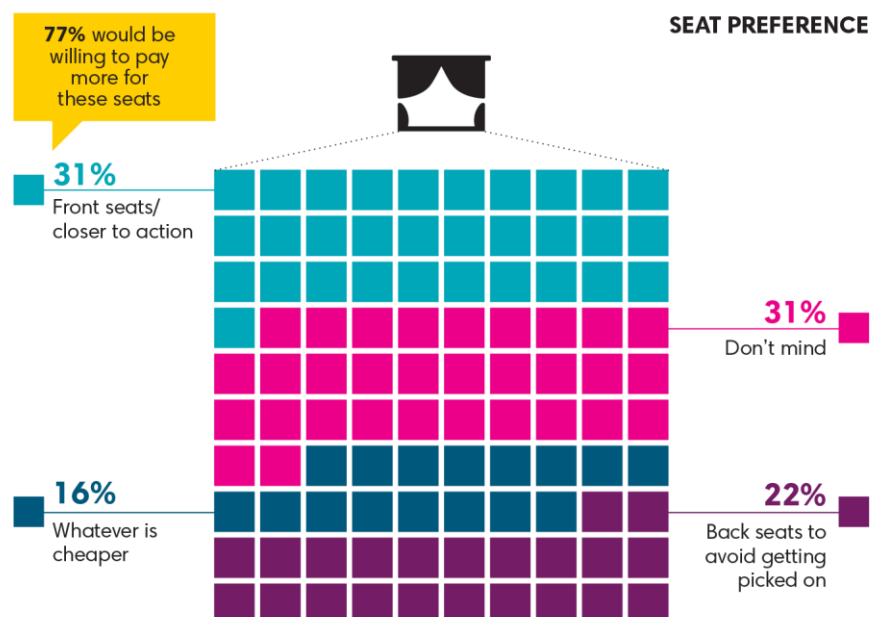 SEAT PREFERENCE
77% would be
willing to pay
more for
these seats
31%
Front seats/
closer to action
31%
Don't mind
16%
Whatever is
cheaper
22%
Back seats to
avoid getting
picked on